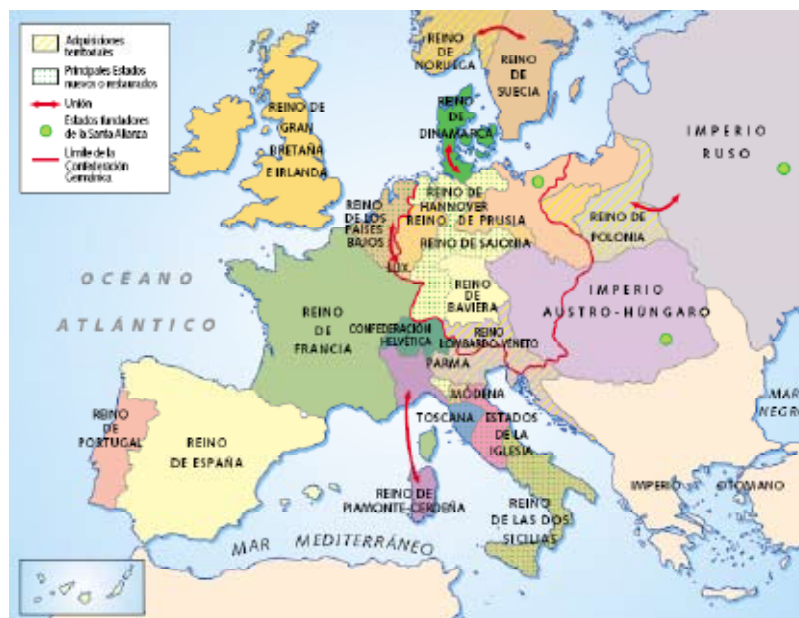 Adquisiciones
territoriales
Principales Estados
nuevos o restaurados
Unión
Estados fundadores
de la Santa Alianza
Límite de la
Confederación
Germánica
REINO
DE
NORUEGA
REINO
DE
SUECIA
REINO
DE
DINAMARCA
REINO DE
GRAN
BRETAÑA
E IRLANDA
IMPERIO
RUSO
REINO
DE LOS
PAÍSES
BAJOS
REINO DE
HANNOVER
REINO DE PRUSIA
REINO DE
POLONIA
REINO DE SAJONIA
LUX.
OCÉANO
ATLÁNTICO
REINO
DE
BAVIERA
IMPERIO
AUSTRO-HÚNGARO
REINO
DE
FRANCIA
CONFEDERACIÓN
HELVÉTICA
REINO
LOMBARDO-VÉNETO
PARMA
MÓDENA
MAR
NEGRO
TOSCANA
ESTADOS
DE LA
IGLESIA
REINO
DE
PORTUGAL
REINO
DE ESPAÑA
IMPERIO OTOMANO
REINO DE
PIAMONTE-CERDEÑA
REINO
DE LAS DOS
SICILIAS
MAR MEDITERRÁNEO